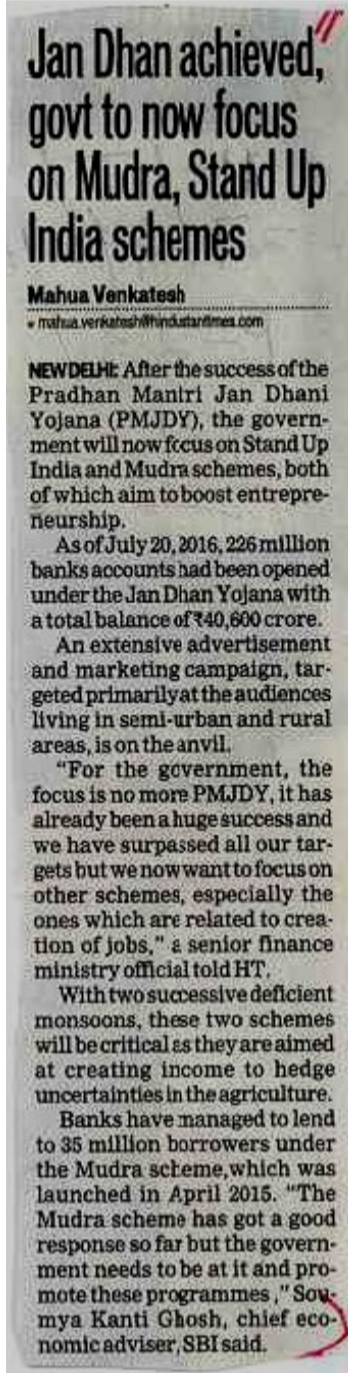 Jan Dhan achieved,
govt to now focus
on Mudra, Stand Up
India schemes
Mahua Venkatesh
• mahua.venkatesh@hindustantimes.com
NEW DELHI: After the success of the
Pradhan Mantri Jan Dhani
Yojana (PMJDY), the govern-
ment will now focus on Stand Up
India and Mudra schemes, both
of which aim to boost entrepre-
neurship.
As of July 20, 2016, 226 million
banks accounts had been opened
under the Jan Dhan Yojana with
a total balance of ₹40,600 crore.
An extensive advertisement
and marketing campaign, tar-
geted primarily at the audiences
living in semi-urban and rural
areas, is on the anvil.
"For the government, the
focus is no more PMJDY, it has
already been a huge success and
we have surpassed all our tar-
gets but we now want to focus on
other schemes, especially the
ones which are related to crea-
tion of jobs," a senior finance
ministry official told HT.
With two successive deficient
monsoons, these two schemes
will be critical as they are aimed
at creating income to hedge
uncertainties in the agriculture.
Banks have managed to lend
to 35 million borrowers under
the Mudra scheme, which was
launched in April 2015. "The
Mudra scheme has got a good
response so far but the govern-
ment needs to be at it and pro-
mote these programmes ," Sou-
mya Kanti Ghosh, chief eco-
nomic adviser, SBI said.